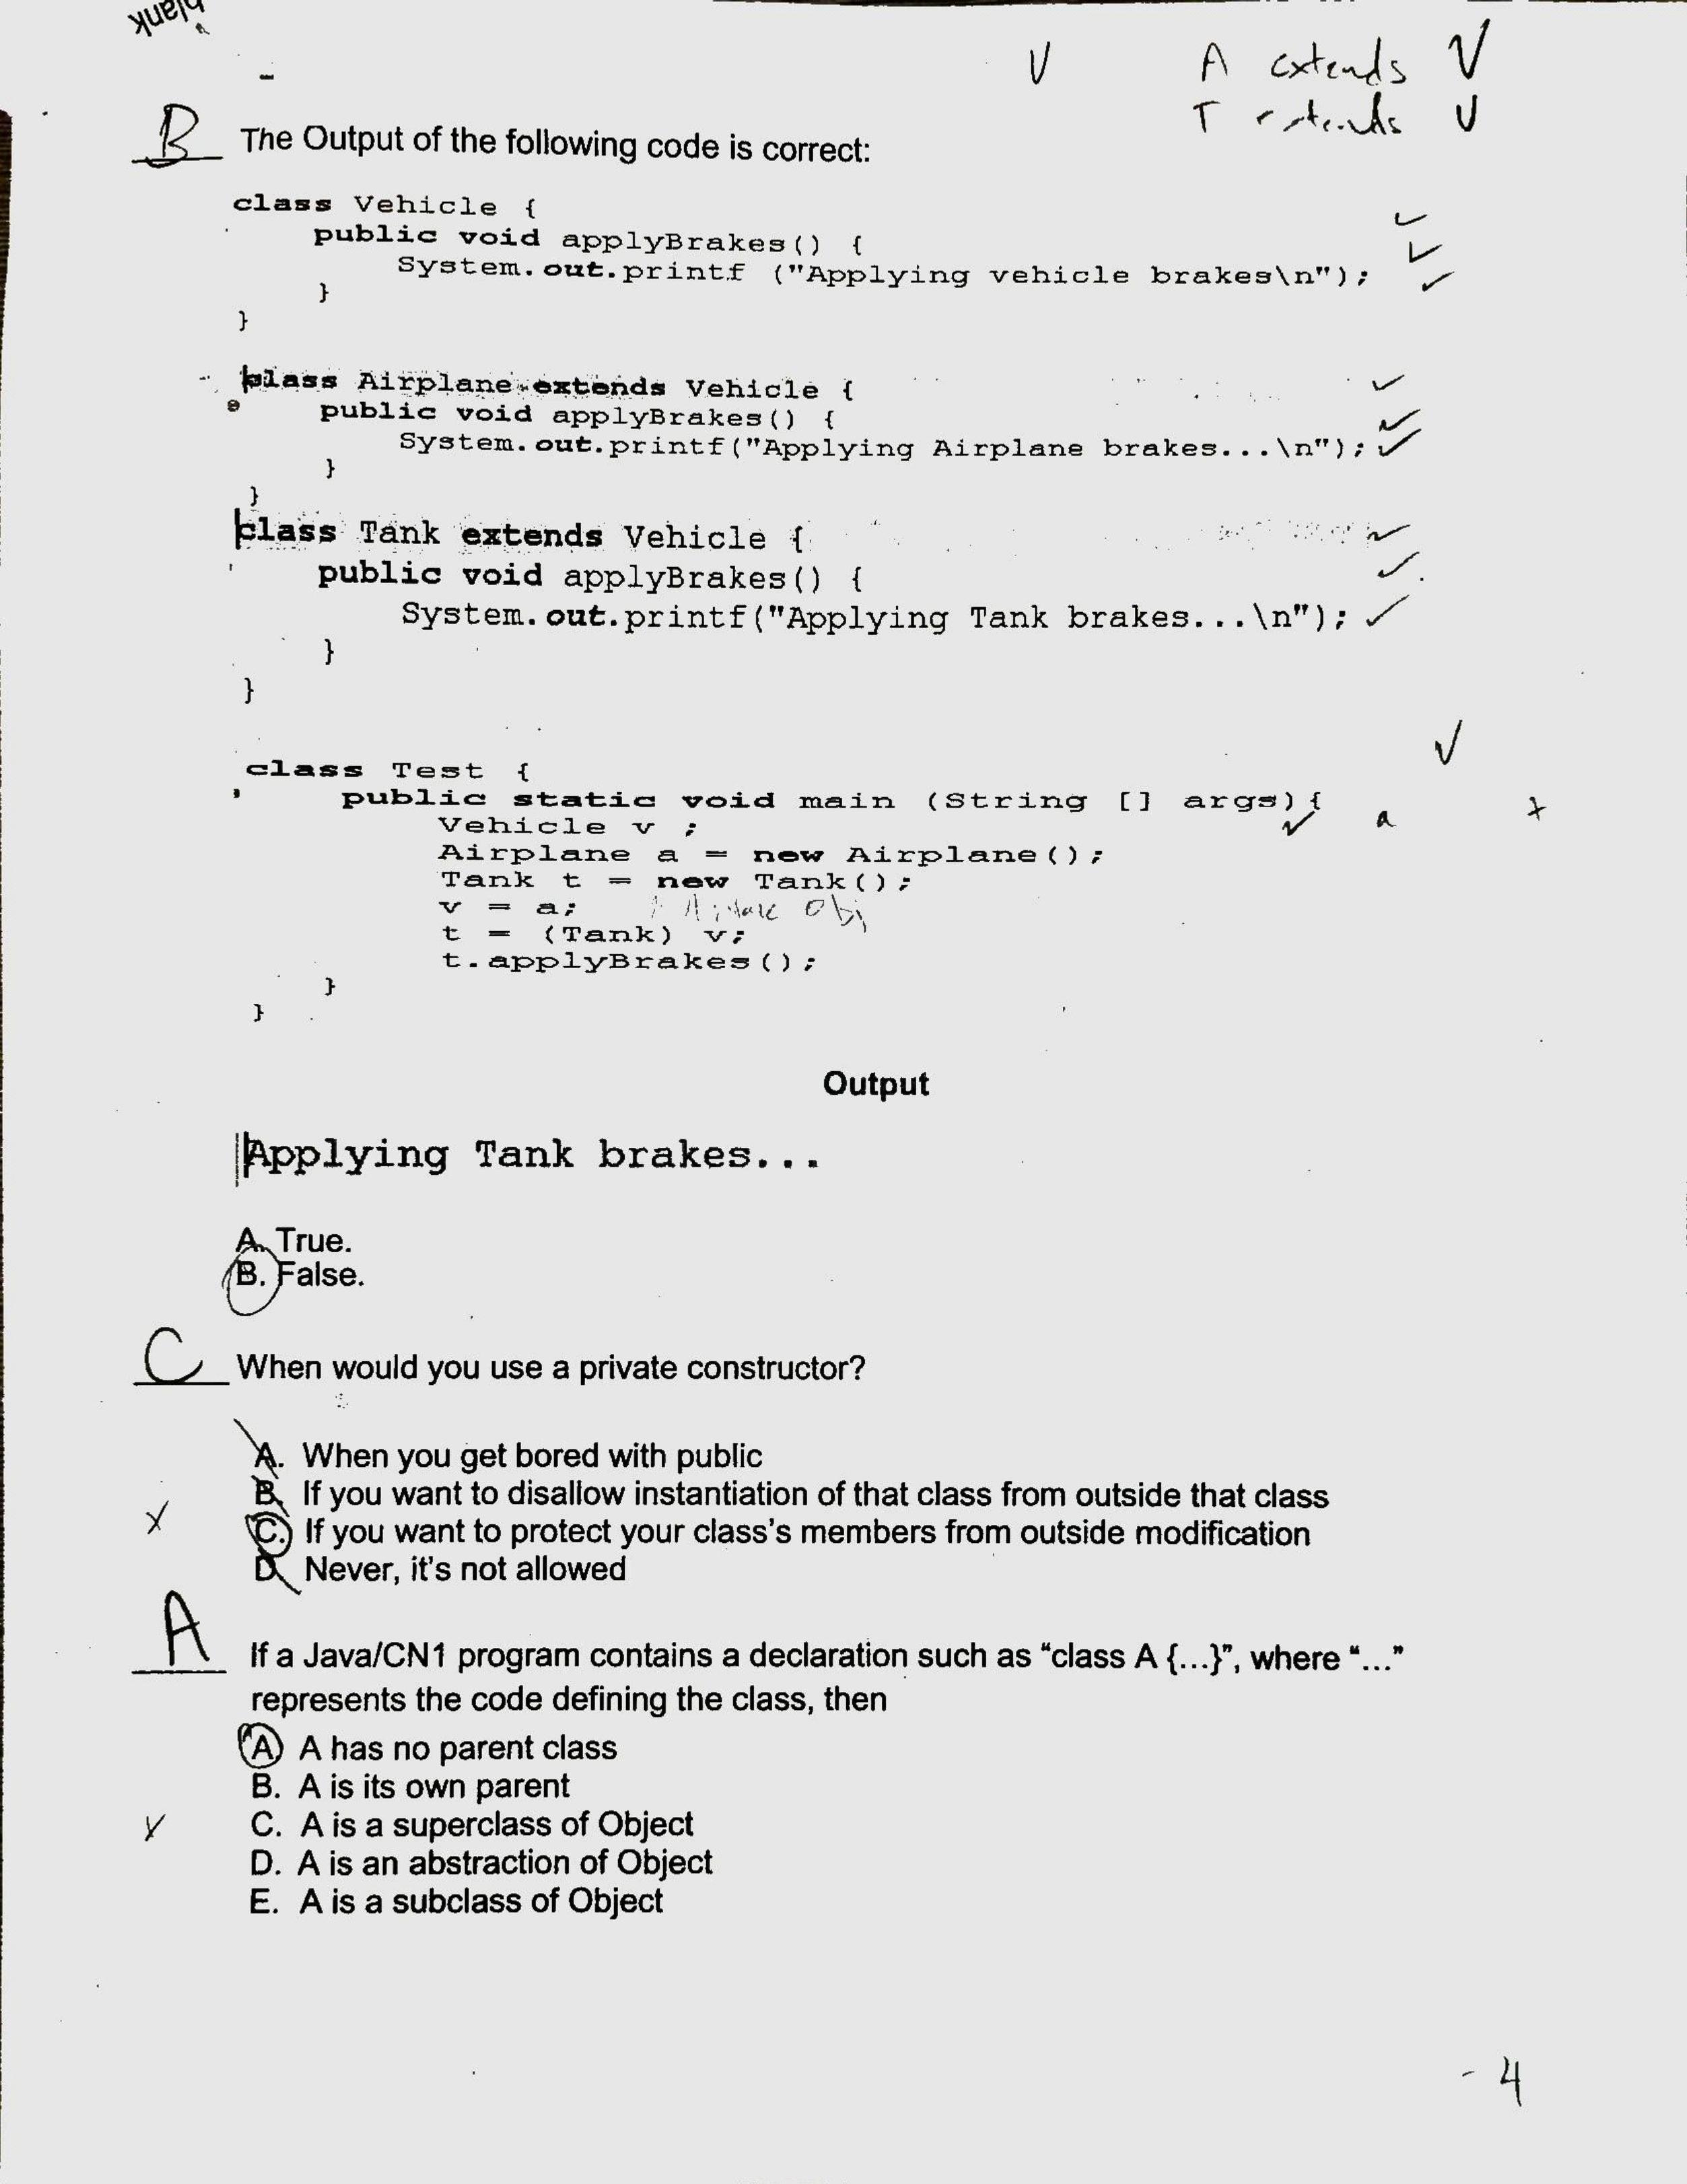 blank
V A extends V
T extends V
B The Output of the following code is correct:
class Vehicle {
public void applyBrakes() {
System.out.printf ("Applying vehicle brakes\n");
}
}
class Airplane extends Vehicle {
public void applyBrakes() {
System.out.printf("Applying Airplane brakes...\n");
}
}
class Tank extends Vehicle {
public void applyBrakes() {
System.out.printf("Applying Tank brakes...\n");
}
}
class Test {
public static void main (String [] args){
a
Vehicle v ;
Airplane a = new Airplane();
Tank t = new Tank();
v = a; Obj
t = (Tank) v;
t.applyBrakes();
}
}
Output
Applying Tank brakes...
A. True.
B. False.
C When would you use a private constructor?
A. When you get bored with public
B. If you want to disallow instantiation of that class from outside that class
C. If you want to protect your class's members from outside modification
D. Never, it's not allowed
A If a Java/CN1 program contains a declaration such as “class A {...}”, where “...”
represents the code defining the class, then
A A has no parent class
B. A is its own parent
C. A is a superclass of Object
D. A is an abstraction of Object
E. A is a subclass of Object
- 4